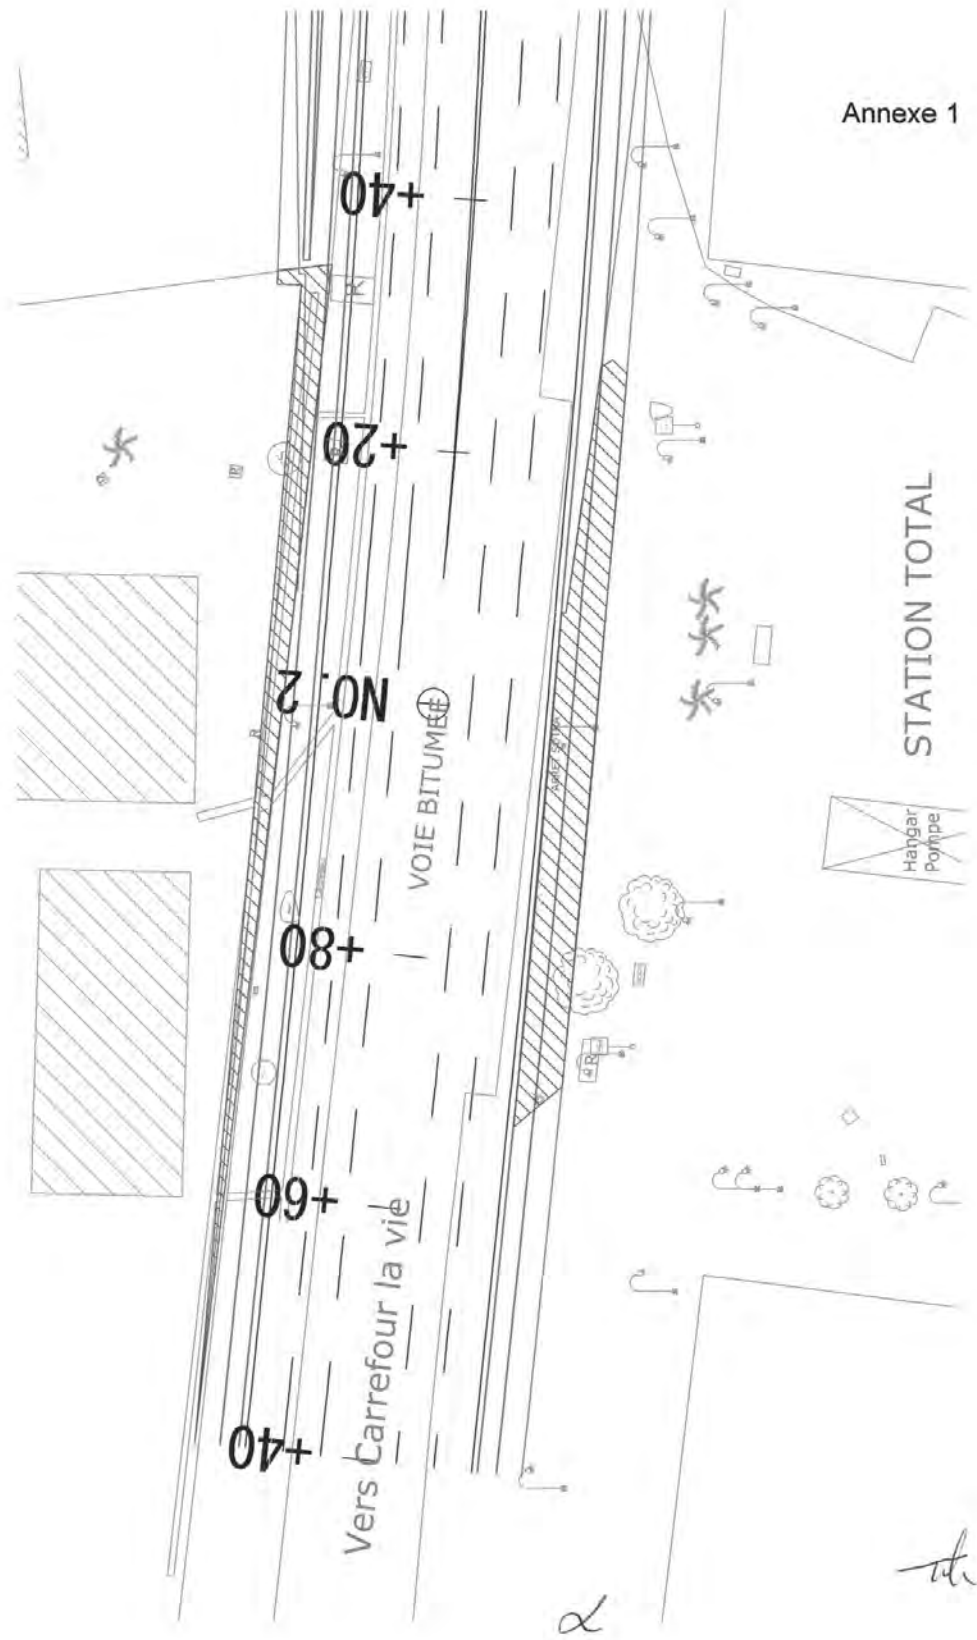 Annexe 1
+40
R
+20
STATION TOTAL
NO. 2
VOIE BITUMEE
Hangar
Pompe
+80
R
+60
Vers Carrefour la vie
+40